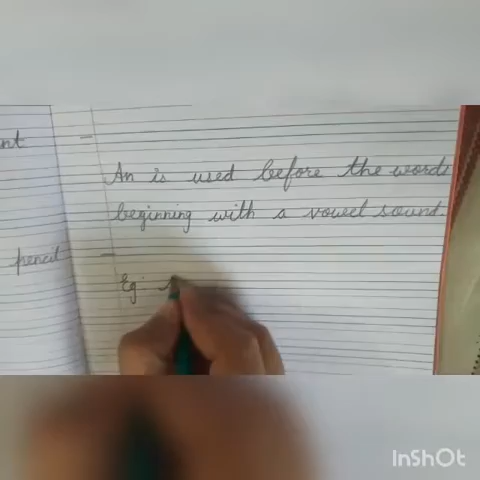 nt
An is used before the words
beginning with a vowel sound.
pencil
Eg:
InShOt